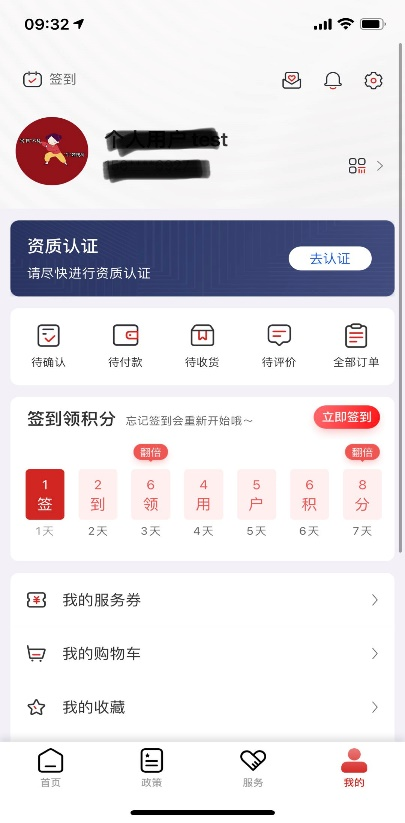 09:32
签到
个人用户 test
资质认证
请尽快进行资质认证
去认证
待确认 待付款 待收货 待评价 全部订单
签到领积分 忘记签到会重新开始哦～ 立即签到
翻倍 翻倍
1 2 6 4 5 6 8
签 到 领 用 户 积 分
1天 2天 3天 4天 5天 6天 7天
我的服务券
我的购物车
我的收藏
首页 政策 服务 我的